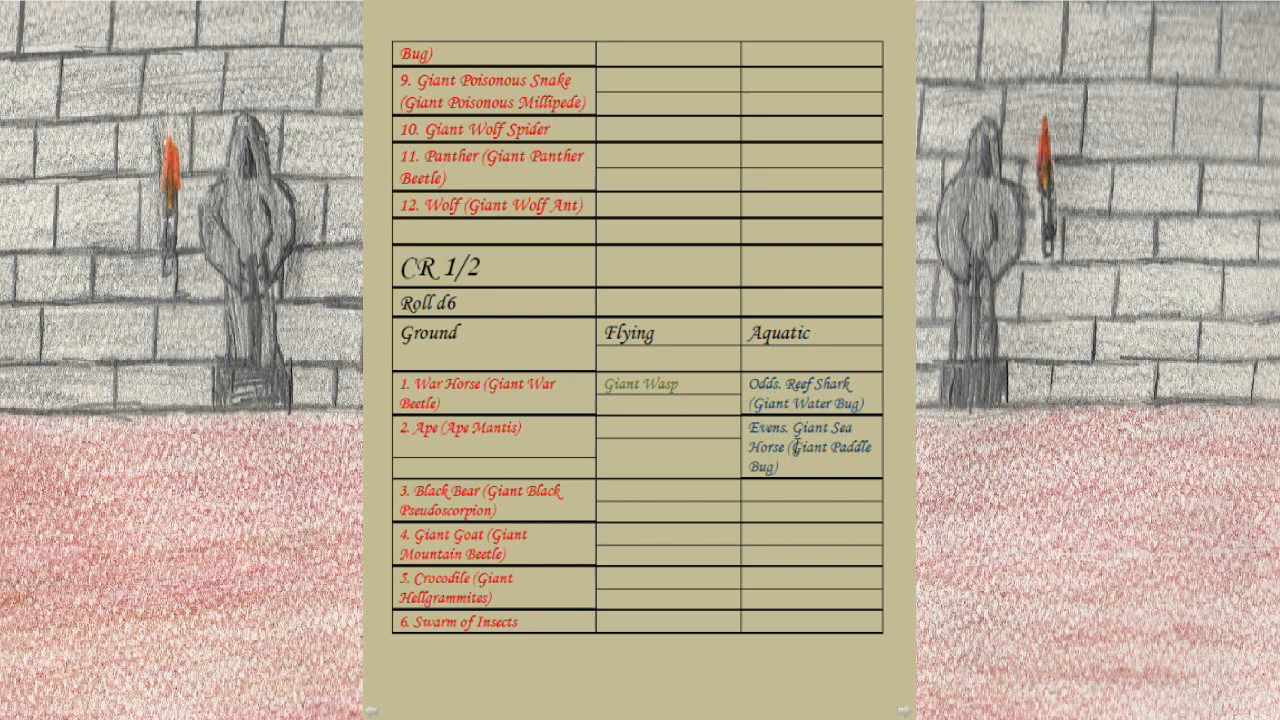 Bug)
9. Giant Poisonous Snake
(Giant Poisonous Millipede)
10. Giant Wolf Spider
11. Panther (Giant Panther
Beetle)
12. Wolf (Giant Wolf Ant)
CR 1/2
Roll d6
Ground Flying Aquatic
1. War Horse (Giant War
Beetle)
Giant Wasp
Odds. Reef Shark
(Giant Water Bug)
2. Ape (Ape Mantis)
Evens. Giant Sea
Horse (Giant Paddle
Bug)
3. Black Bear (Giant Black
Pseudoscorpion)
4. Giant Goat (Giant
Mountain Beetle)
5. Crocodile (Giant
Hellgrammites)
6. Swarm of Insects